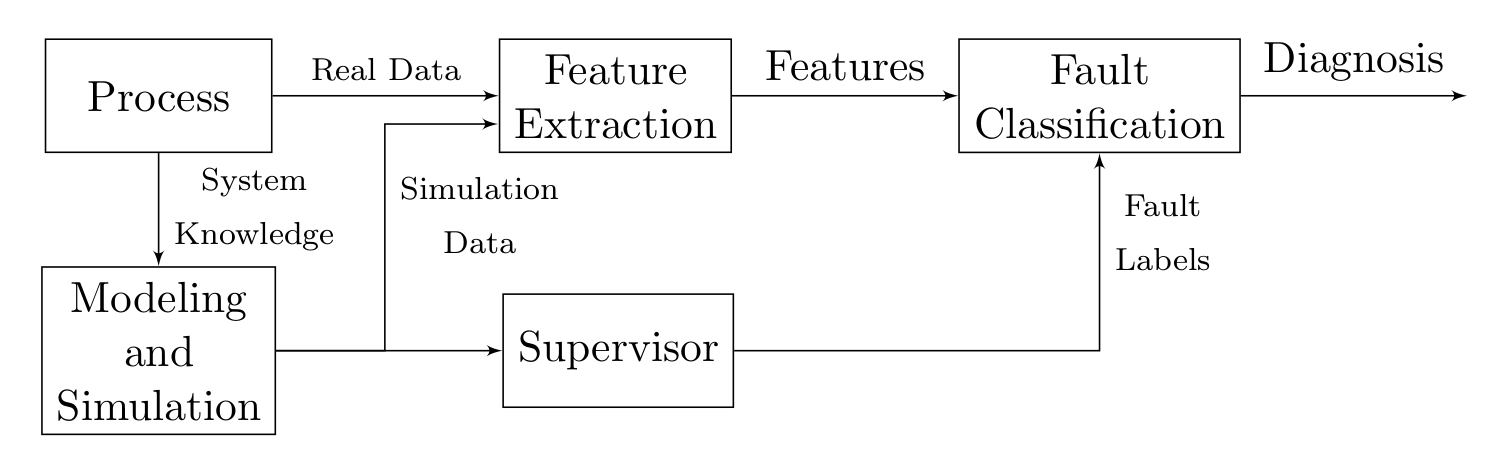 Process
Real Data
Feature
Extraction
Features
Fault
Classification
Diagnosis
System
Knowledge
Simulation
Data
Fault
Labels
Modeling
and
Simulation
Supervisor